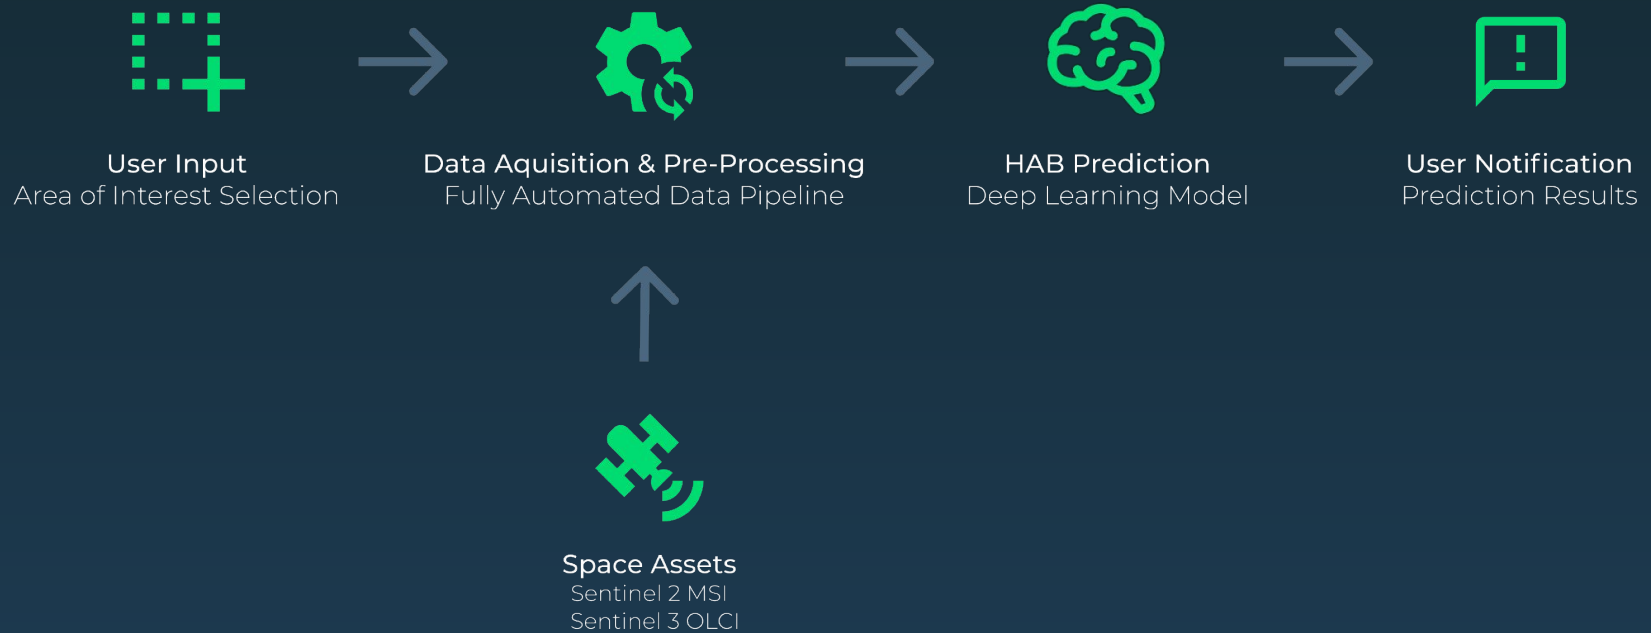 User Input
Area of Interest Selection
Data Aquisition & Pre-Processing
Fully Automated Data Pipeline
HAB Prediction
Deep Learning Model
User Notification
Prediction Results
Space Assets
Sentinel 2 MSI
Sentinel 3 OLCI